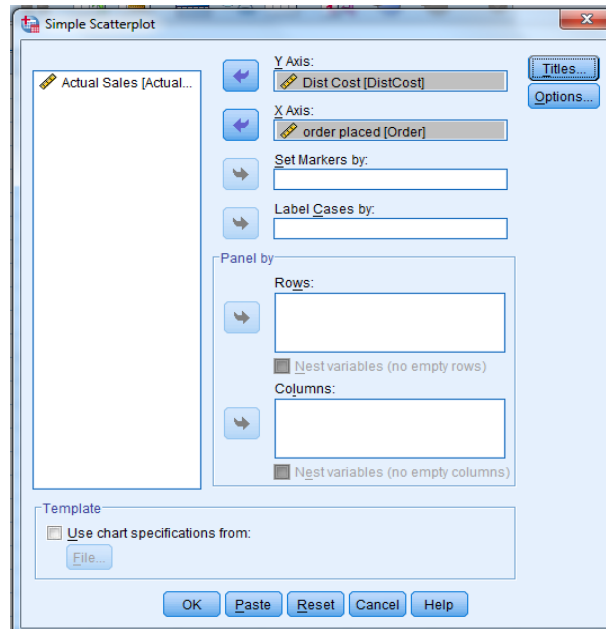 Simple Scatterplot
Actual Sales [Actual...
Y Axis:
Dist Cost [DistCost]
X Axis:
order placed [Order]
Set Markers by:
Label Cases by:
Titles...
Options...
Panel by
Rows:
Nest variables (no empty rows)
Columns:
Nest variables (no empty columns)
Template
Use chart specifications from:
File...
OK
Paste
Reset
Cancel
Help